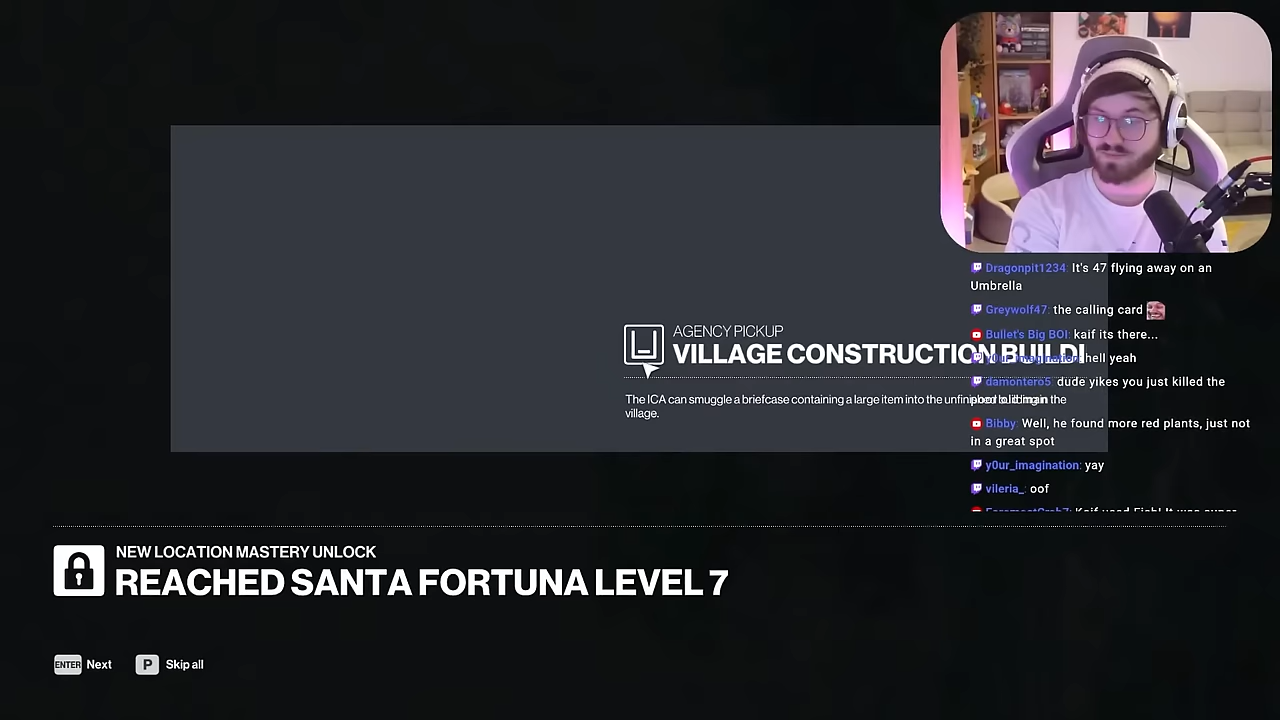 AGENCY PICKUP
VILLAGE CONSTRUCTION BUILDI
The ICA can smuggle a briefcase containing a large item into the unfinished building in the
village.
DragonpIt1234: It's 47 flying away on an
Umbrella
Greywolf47: the calling card
Bullet's Big BOI: kaif its there...
y0ur_imagination: hell yeah
damontero5: dude yikes you just killed the
Bibby: Well, he found more red plants, just not
in a great spot
y0ur_imagination: yay
vileria_: oof
NEW LOCATION MASTERY UNLOCK
REACHED SANTA FORTUNA LEVEL 7
ENTER Next
P Skip all